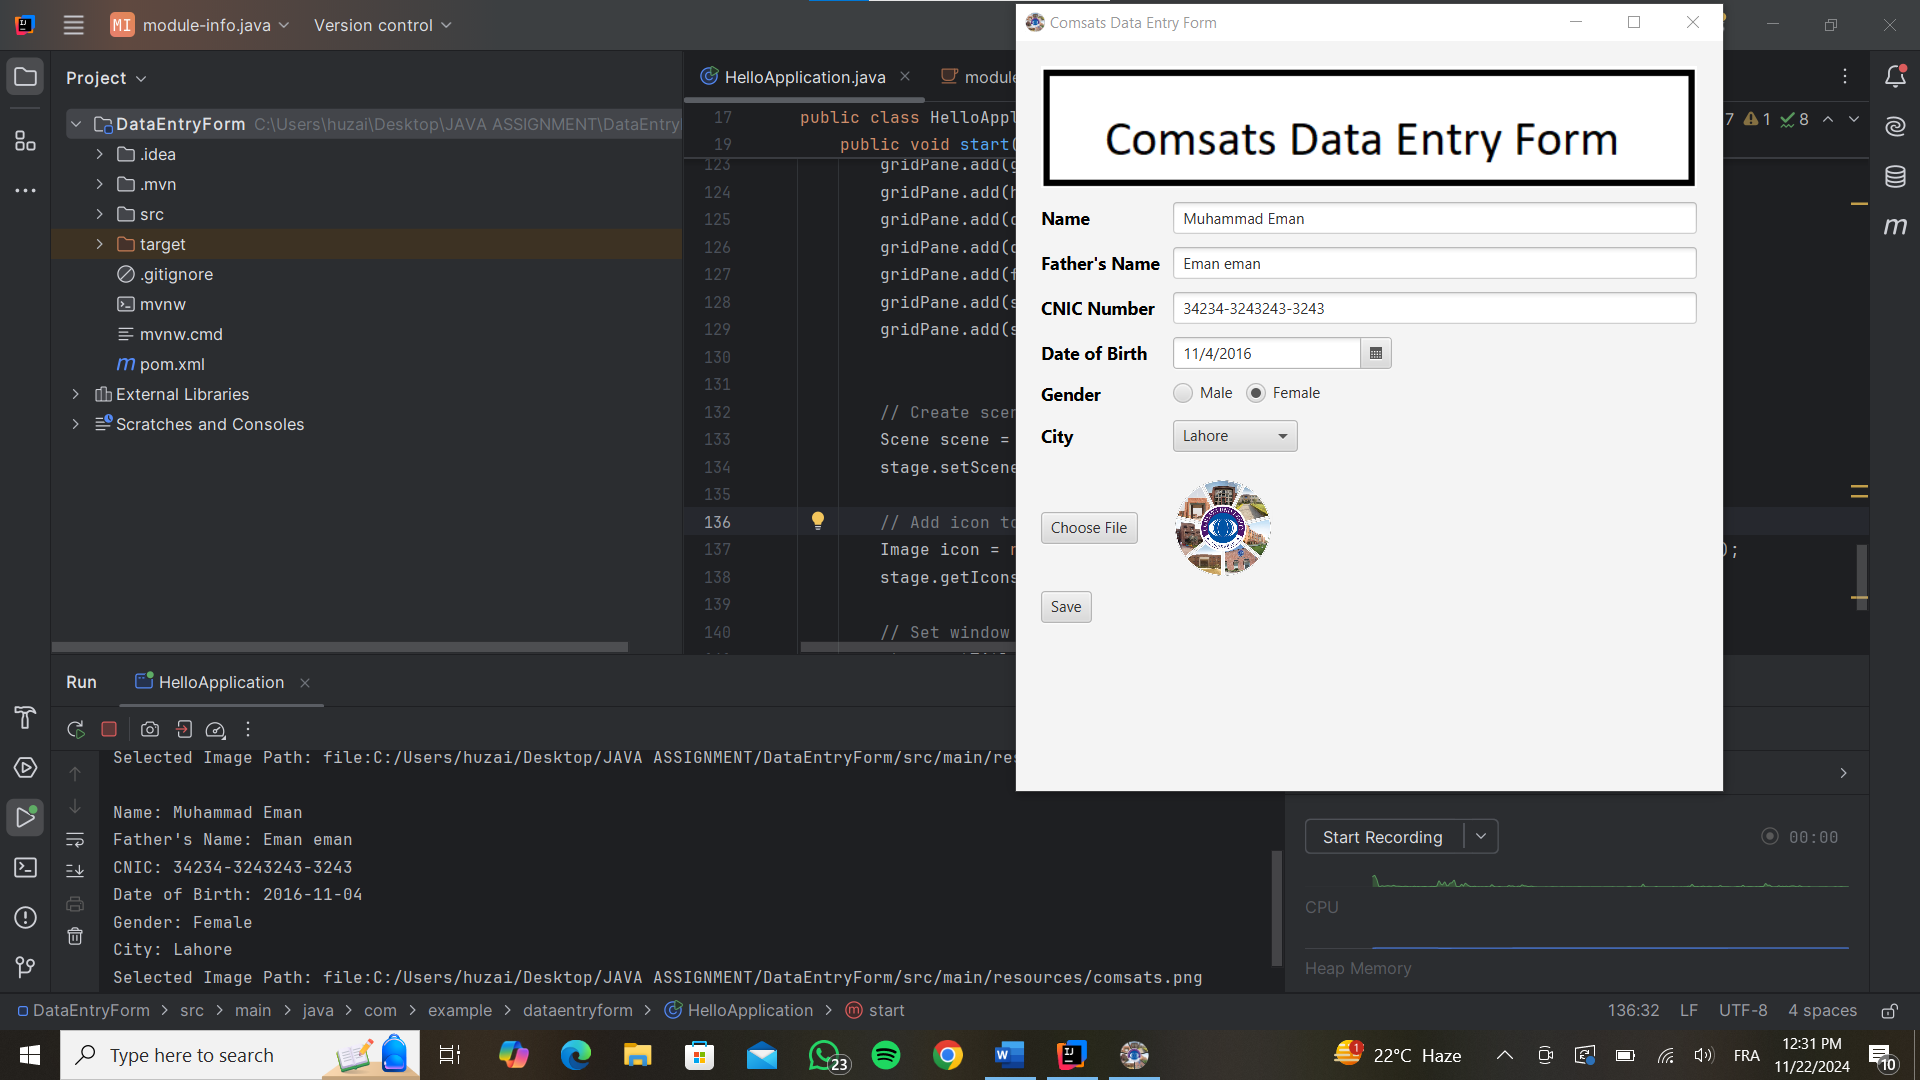 MI module-info.java Version control
Project
DataEntryForm C:\Users\huzai\Desktop\JAVA ASSIGNMENT\DataEntry
.idea
.mvn
src
target
.gitignore
mvnw
mvnw.cmd
m pom.xml
External Libraries
Scratches and Consoles
HelloApplication.java
module
17 public class HelloAppl
19 public void start(
123 gridPane.add(g
124 gridPane.add(h
125 gridPane.add(
126 gridPane.add(
127 gridPane.add(f
128 gridPane.add(s
129 gridPane.add(s
130
131
132 // Create scen
133 Scene scene =
134 stage.setScene
135
136 // Add icon to
137 Image icon = n
);
138 stage.getIcons
139
140 // Set window
7 1 8
m
Comsats Data Entry Form
Comsats Data Entry Form
Name Muhammad Eman
Father's Name Eman eman
CNIC Number 34234-3243243-3243
Date of Birth 11/4/2016
Gender Male Female
City Lahore
Choose File
Save
Run HelloApplication
Selected Image Path: file:C:/Users/huzai/Desktop/JAVA ASSIGNMENT/DataEntryForm/src/main/res
Name: Muhammad Eman
Father's Name: Eman eman
CNIC: 34234-3243243-3243
Date of Birth: 2016-11-04
Gender: Female
City: Lahore
Selected Image Path: file:C:/Users/huzai/Desktop/JAVA ASSIGNMENT/DataEntryForm/src/main/resources/comsats.png
Start Recording 00:00
CPU
Heap Memory
DataEntryForm > src > main > java > com > example > dataentryform > HelloApplication > m start
136:32 LF UTF-8 4 spaces
Type here to search
23
1
22°C Haze
FRA
12:31 PM
11/22/2024
10